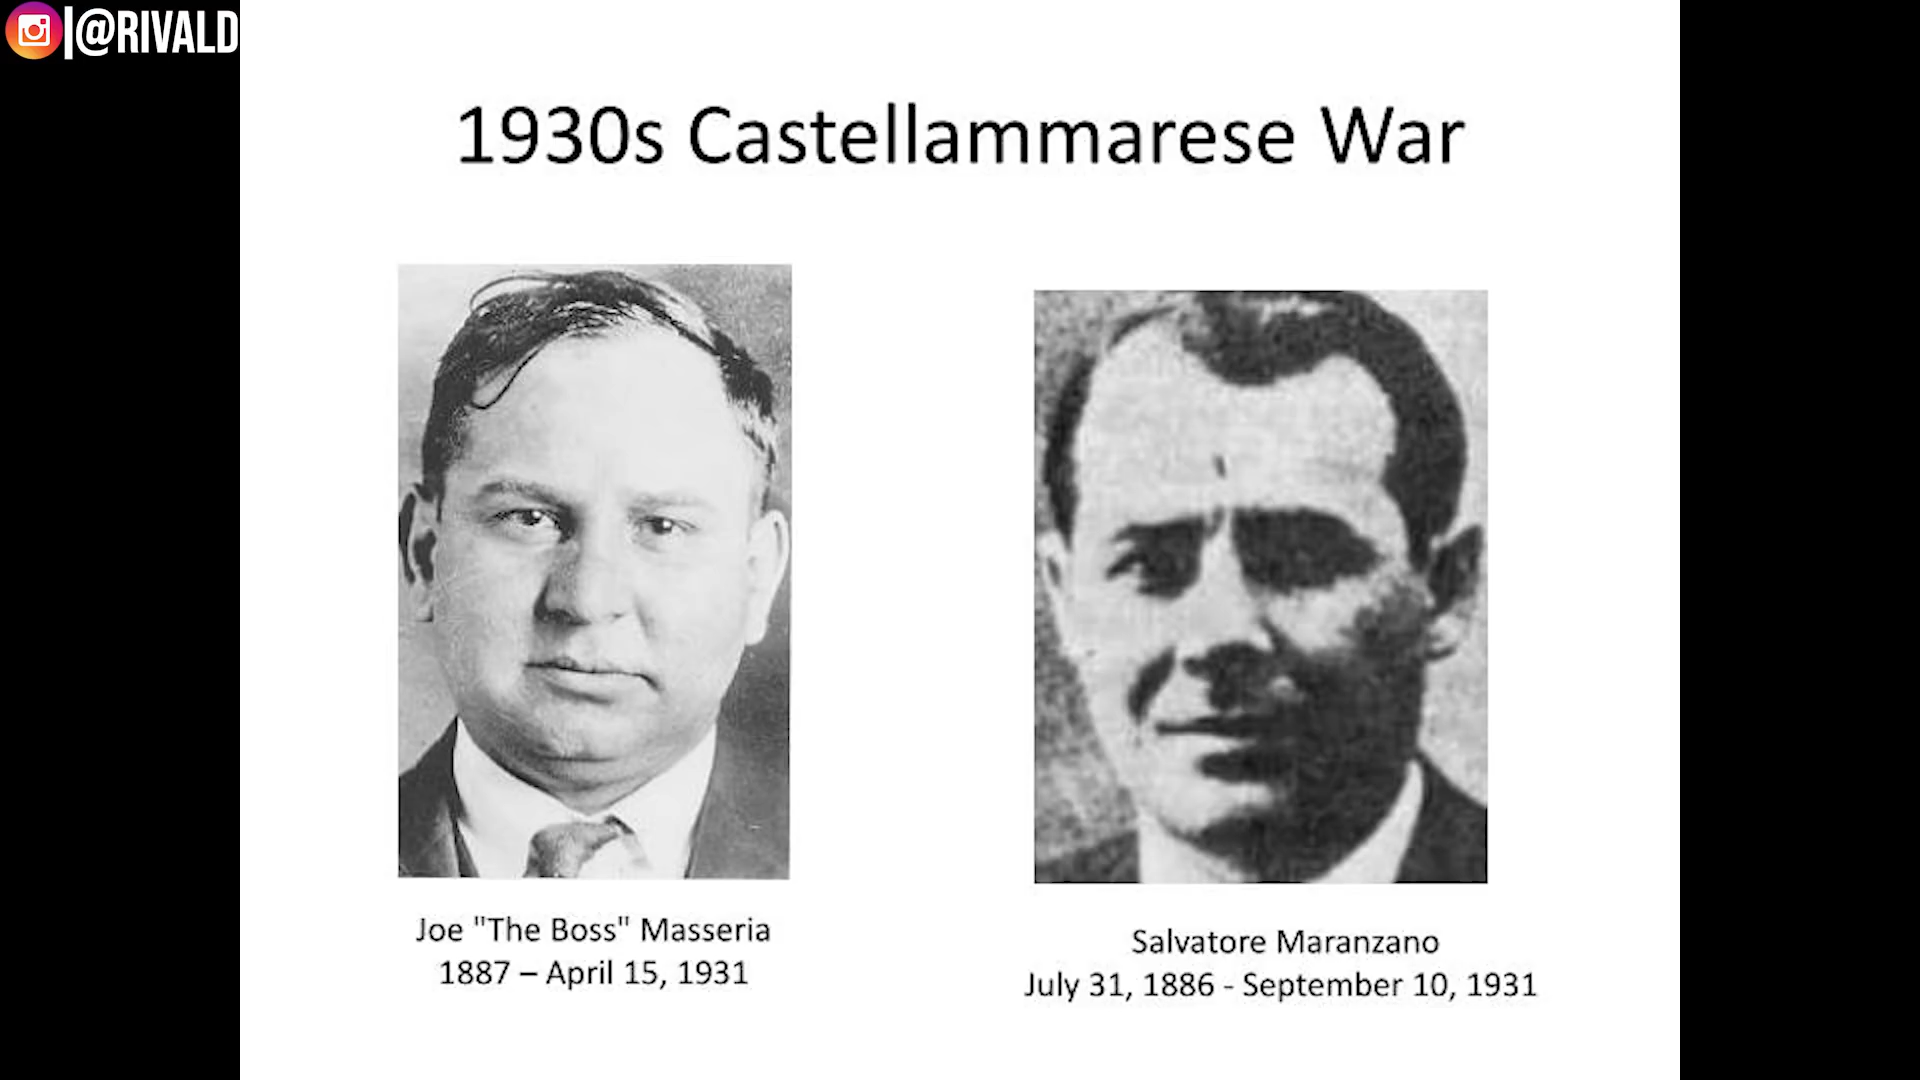 |@RIVALD
1930s Castellammarese War
Joe "The Boss" Masseria
1887 – April 15, 1931
Salvatore Maranzano
July 31, 1886 - September 10, 1931